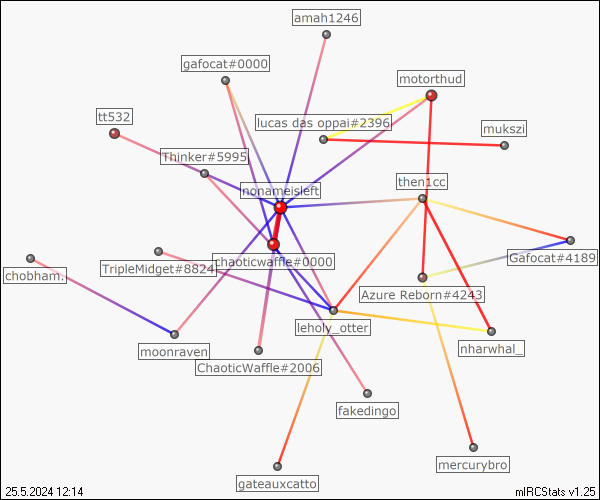 amah1246
gafocat#0000
motorthud
tt532
lucas das oppai#2396
mukszi
Thinker#5995
nonameisleft
then1cc
chaoticwaffle#0000
Gafocat#4189
chobham.
TripleMidget#8824
Azure Reborn#4243
leholy_otter
moonraven
nharwhal_
ChaoticWaffle#2006
fakedingo
mercurybro
gateauxcatto
25.5.2024 12:14
mIRCStats v1.25